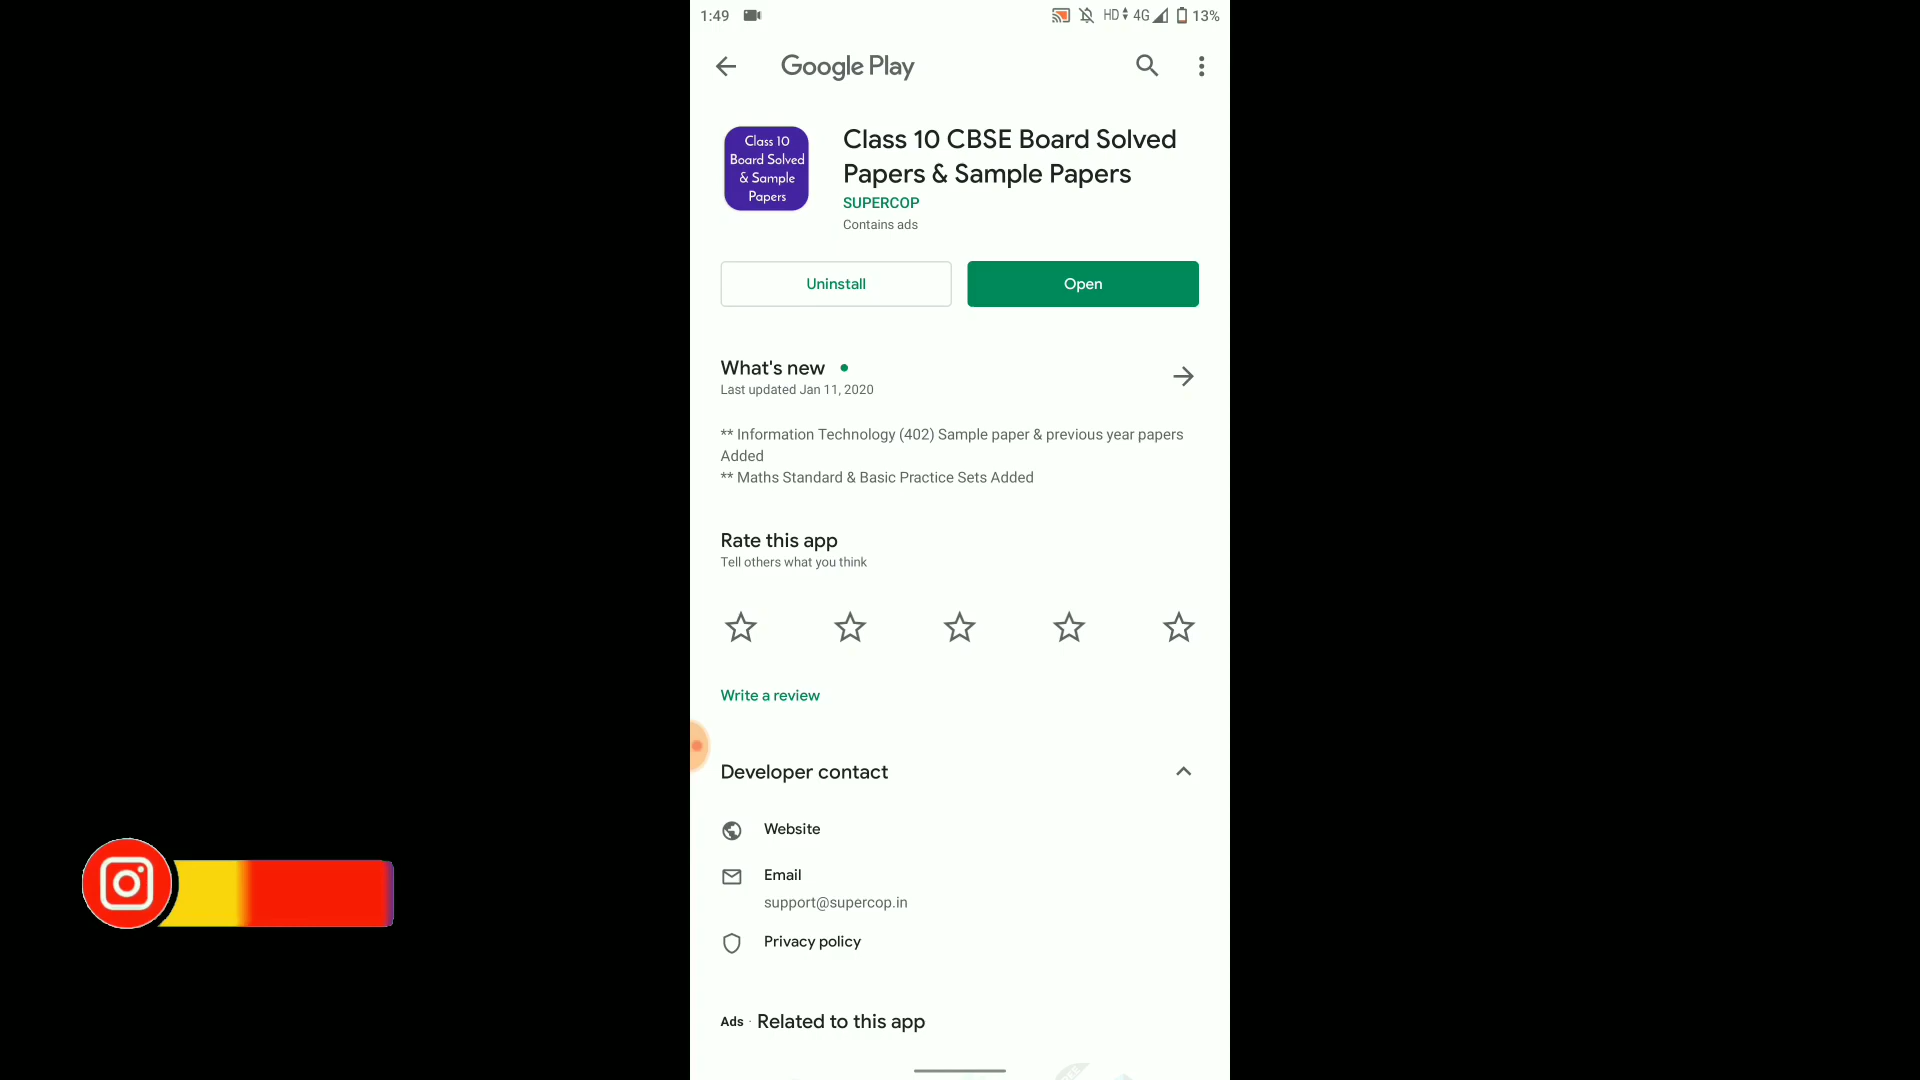 1:49 HD 4G 13%
Google Play
Class 10
Board Solved
& Sample
Papers
Class 10 CBSE Board Solved
Papers & Sample Papers
SUPERCOP
Contains ads
Uninstall Open
What's new
Last updated Jan 11, 2020
** Information Technology (402) Sample paper & previous year papers
Added
** Maths Standard & Basic Practice Sets Added
Rate this app
Tell others what you think
Write a review
Developer contact
Website
Email
support@supercop.in
Privacy policy
Ads · Related to this app